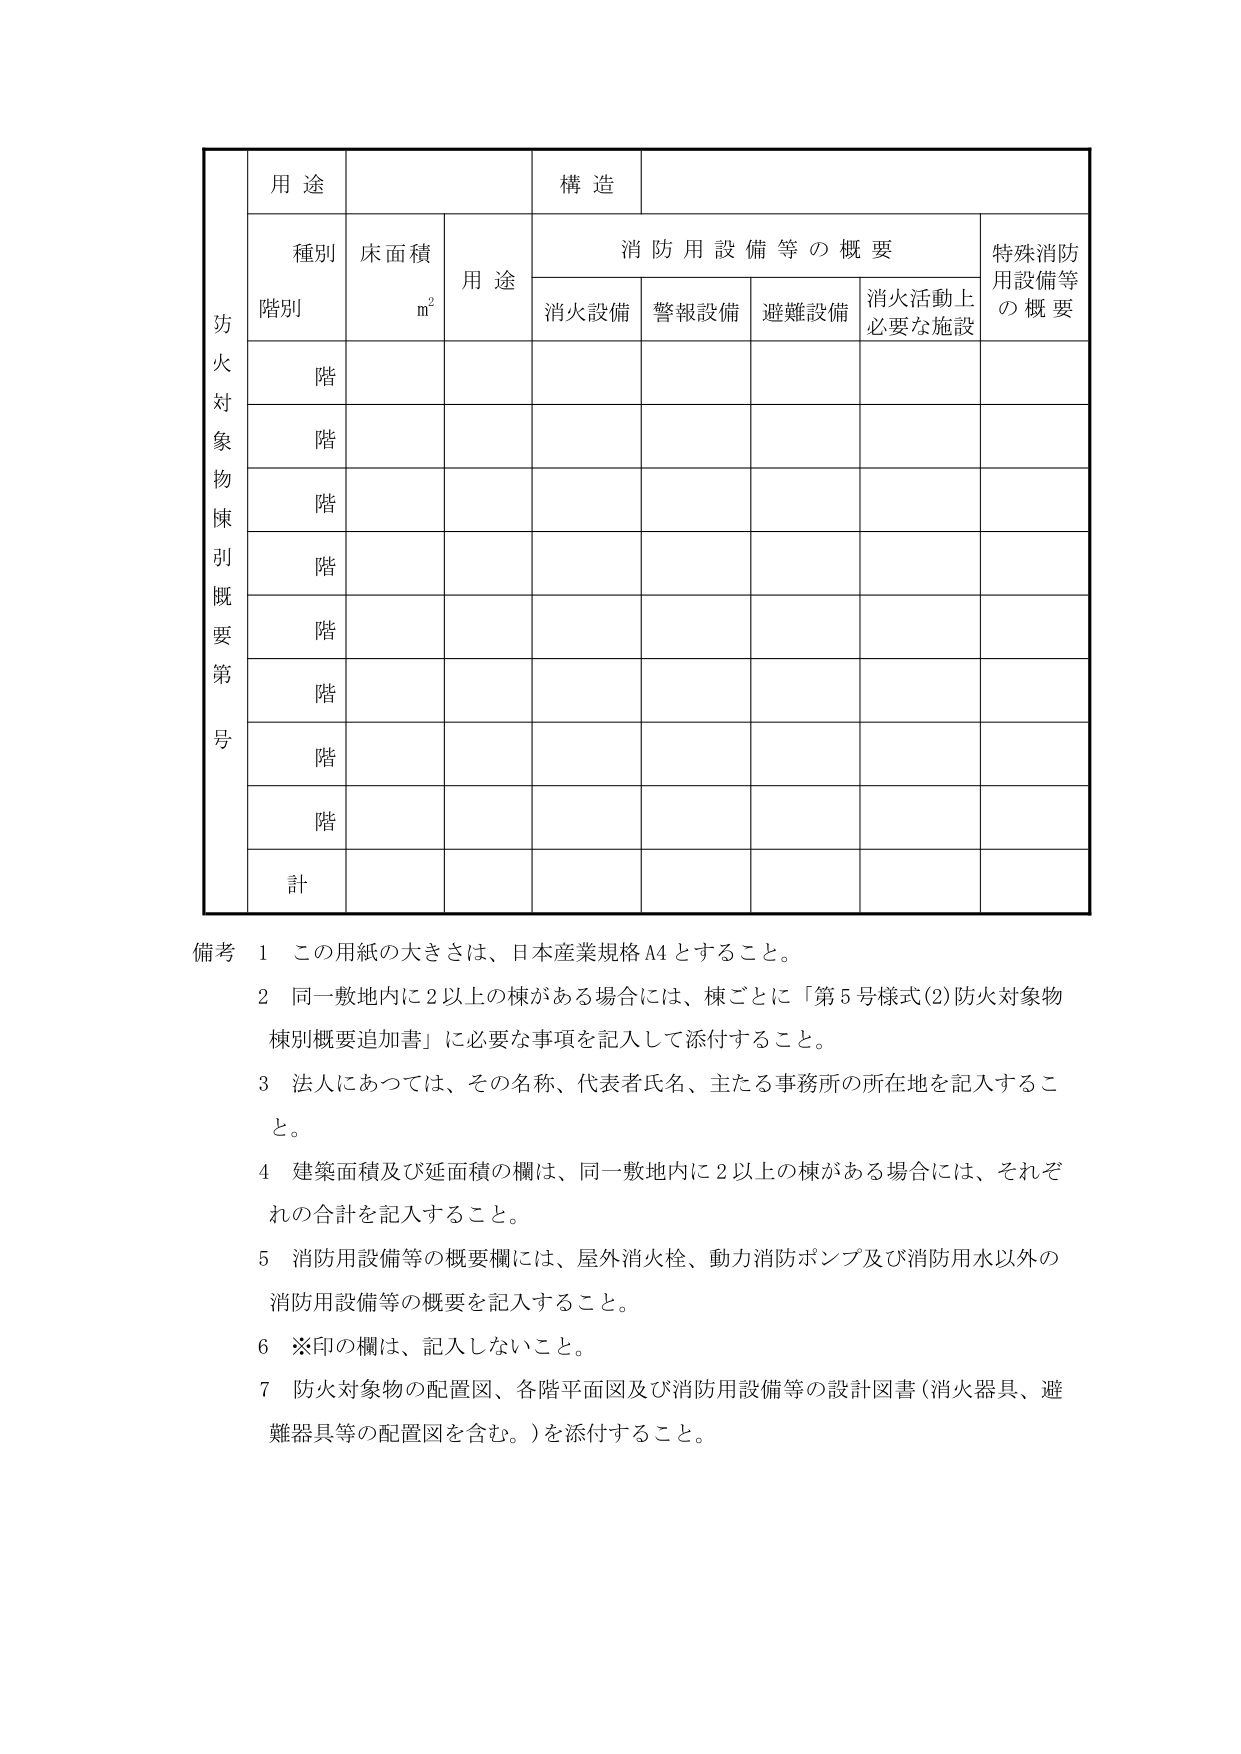 用途 構造
種別 床面積 用途 消防用設備等の概要 特殊消防用設備等の概要
階別 ㎡ 消火設備 警報設備 避難設備 消火活動上必要な施設
防火対象物棟別概要第 号
階
階
階
階
階
階
階
階
計
備考 1 この用紙の大きさは、日本産業規格A4とすること。
2 同一敷地内に2以上の棟がある場合には、棟ごとに「第5号様式(2)防火対象物
棟別概要追加書」に必要な事項を記入して添付すること。
3 法人にあつては、その名称、代表者氏名、主たる事務所の所在地を記入するこ
と。
4 建築面積及び延面積の欄は、同一敷地内に2以上の棟がある場合には、それぞ
れの合計を記入すること。
5 消防用設備等の概要欄には、屋外消火栓、動力消防ポンプ及び消防用水以外の
消防用設備等の概要を記入すること。
6 ※印の欄は、記入しないこと。
7 防火対象物の配置図、各階平面図及び消防用設備等の設計図書(消火器具、避
難器具等の配置図を含む。)を添付すること。